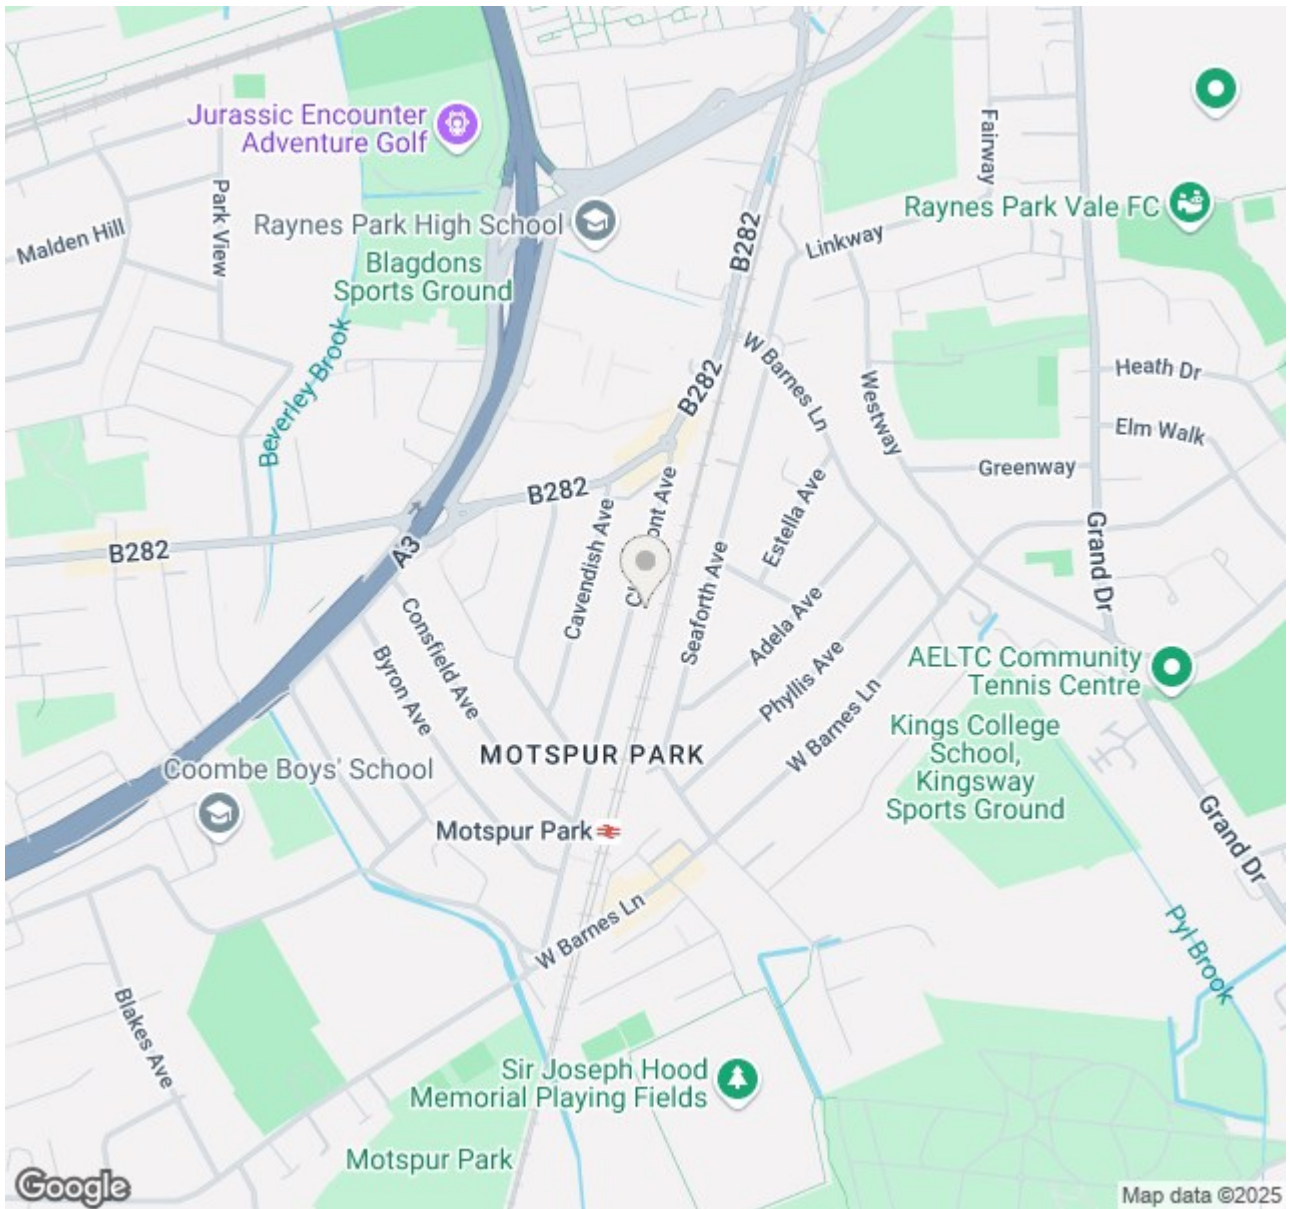 Jurassic Encounter
Adventure Golf
Fairway
Park View
Raynes Park High School
Raynes Park Vale FC
Malden Hill
Linkway
B282
Blagdons
Sports Ground
Beverley Brook
W Barnes Ln
B282
Westway
Heath Dr
Elm Walk
Greenway
B282
ont Ave
Estella Ave
B282
A3
Cavendish Ave
Grand Dr
Seaforth Ave
Consfield Ave
Adela Ave
Byron Ave
Phyllis Ave
AELTC Community
Tennis Centre
W Barnes Ln
Kings College
School,
Kingsway
Sports Ground
MOTSPUR PARK
Coombe Boys' School
Motspur Park
Grand Dr
W Barnes Ln
Pyl Brook
Blakes Ave
Sir Joseph Hood
Memorial Playing Fields
Motspur Park
Google
Map data ©2025